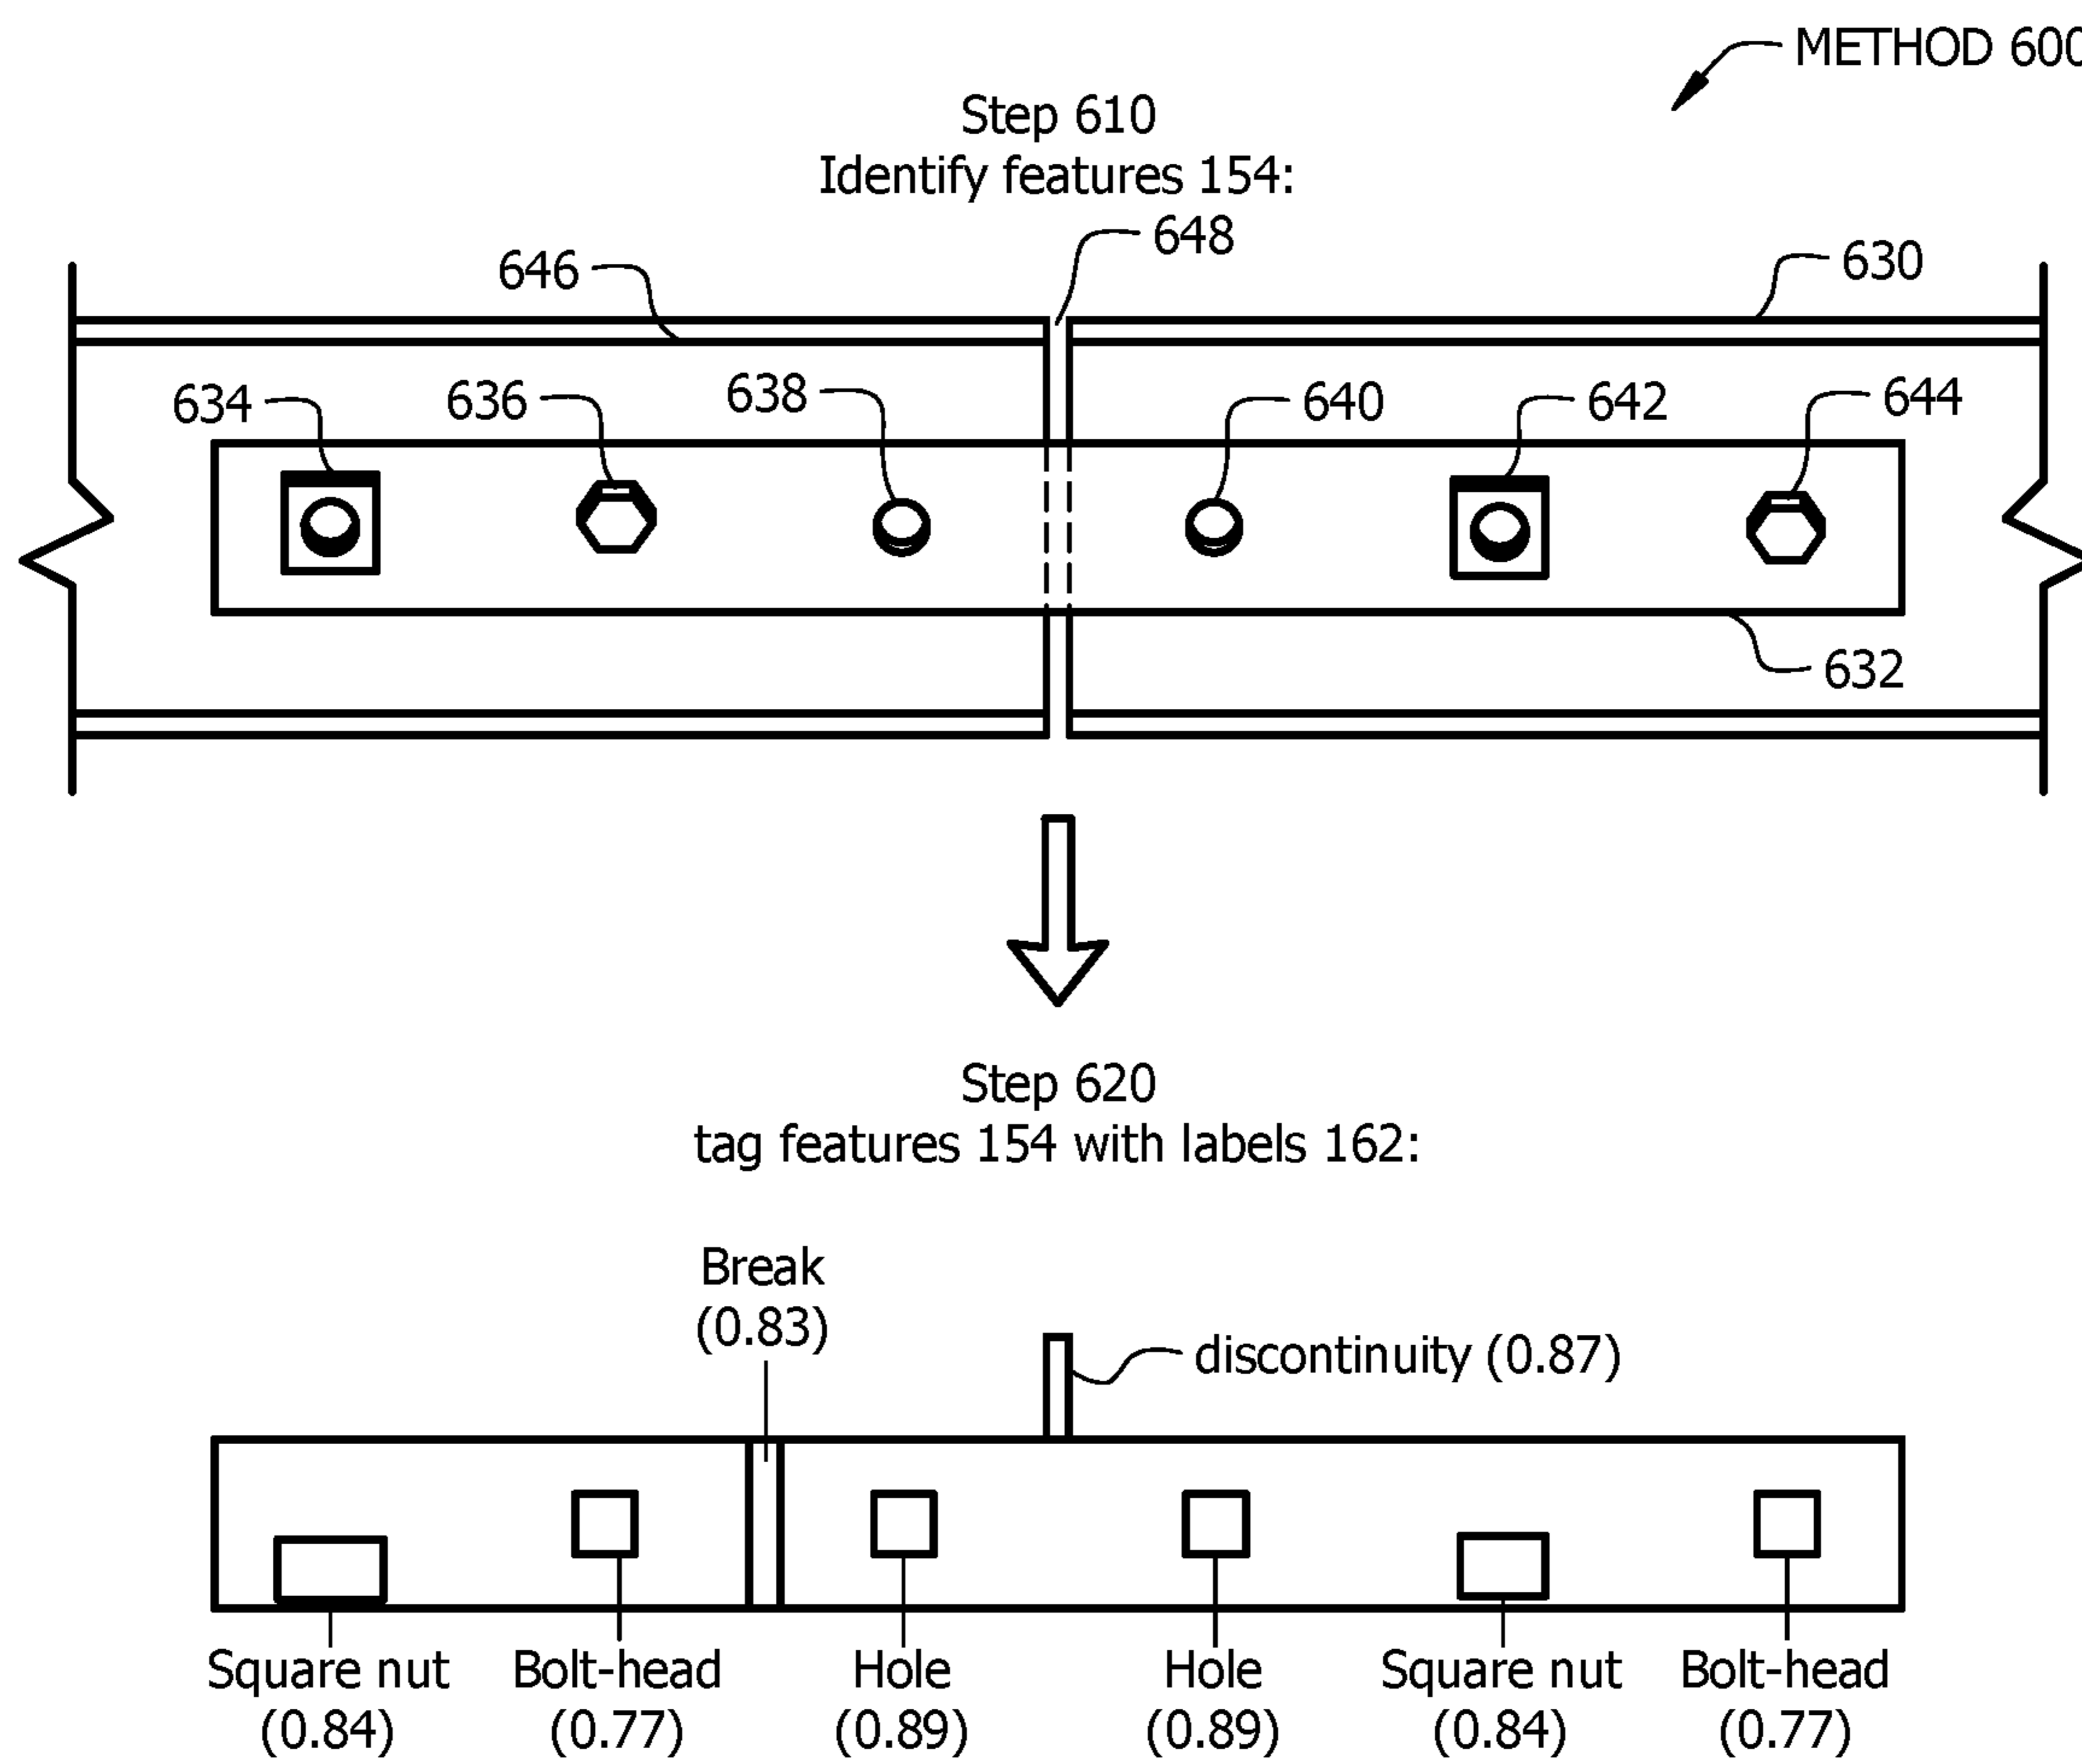 METHOD 600
Step 610
Identify features 154:
648
646
630
634
636
638
640
642
644
632
Step 620
tag features 154 with labels 162:
Break
(0.83)
discontinuity (0.87)
Square nut
(0.84)
Bolt-head
(0.77)
Hole
(0.89)
Hole
(0.89)
Square nut
(0.84)
Bolt-head
(0.77)